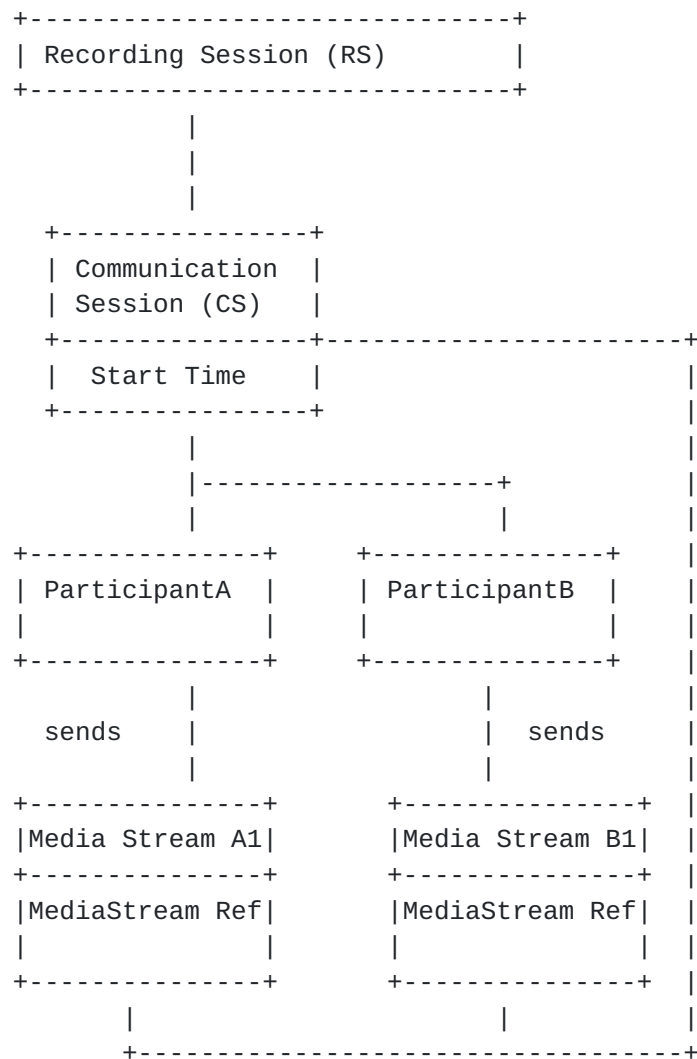 Recording Session (RS)
Communication
Session (CS)
Start Time
ParticipantA ParticipantB
sends sends
Media Stream A1 Media Stream B1
MediaStream Ref MediaStream Ref